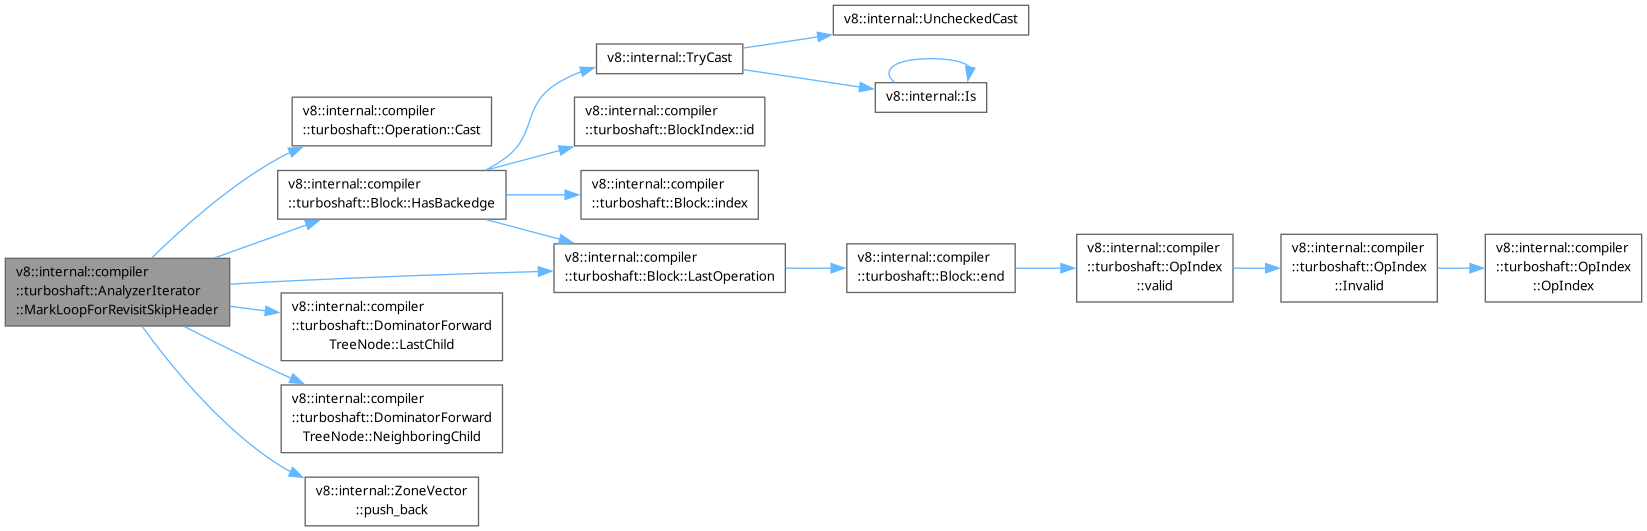 v8::internal::UncheckedCast
v8::internal::TryCast
v8::internal::Is
v8::internal::compiler
::turboshaft::Operation::Cast
v8::internal::compiler
::turboshaft::BlockIndex::id
v8::internal::compiler
::turboshaft::Block::HasBackedge
v8::internal::compiler
::turboshaft::Block::index
v8::internal::compiler
::turboshaft::AnalyzerIterator
::MarkLoopForRevisitSkipHeader
v8::internal::compiler
::turboshaft::Block::LastOperation
v8::internal::compiler
::turboshaft::Block::end
v8::internal::compiler
::turboshaft::OpIndex
::valid
v8::internal::compiler
::turboshaft::OpIndex
::Invalid
v8::internal::compiler
::turboshaft::OpIndex
::OpIndex
v8::internal::compiler
::turboshaft::DominatorForward
TreeNode::LastChild
v8::internal::compiler
::turboshaft::DominatorForward
TreeNode::NeighboringChild
v8::internal::ZoneVector
::push_back